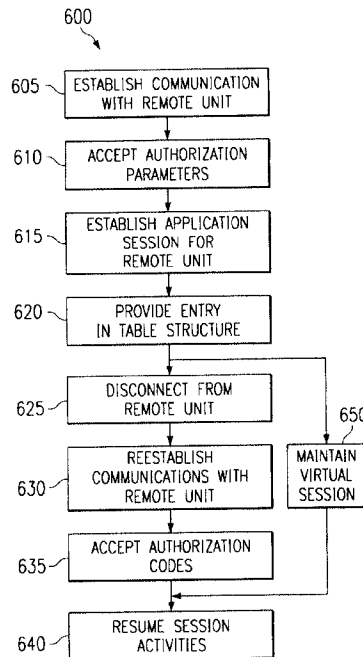 600
605
ESTABLISH COMMUNICATION
WITH REMOTE UNIT
610
ACCEPT AUTHORIZATION
PARAMETERS
615
ESTABLISH APPLICATION
SESSION FOR
REMOTE UNIT
620
PROVIDE ENTRY
IN TABLE STRUCTURE
625
DISCONNECT FROM
REMOTE UNIT
650
MAINTAIN
VIRTUAL
SESSION
630
REESTABLISH
COMMUNICATIONS WITH
REMOTE UNIT
635
ACCEPT AUTHORIZATION
CODES
640
RESUME SESSION
ACTIVITIES